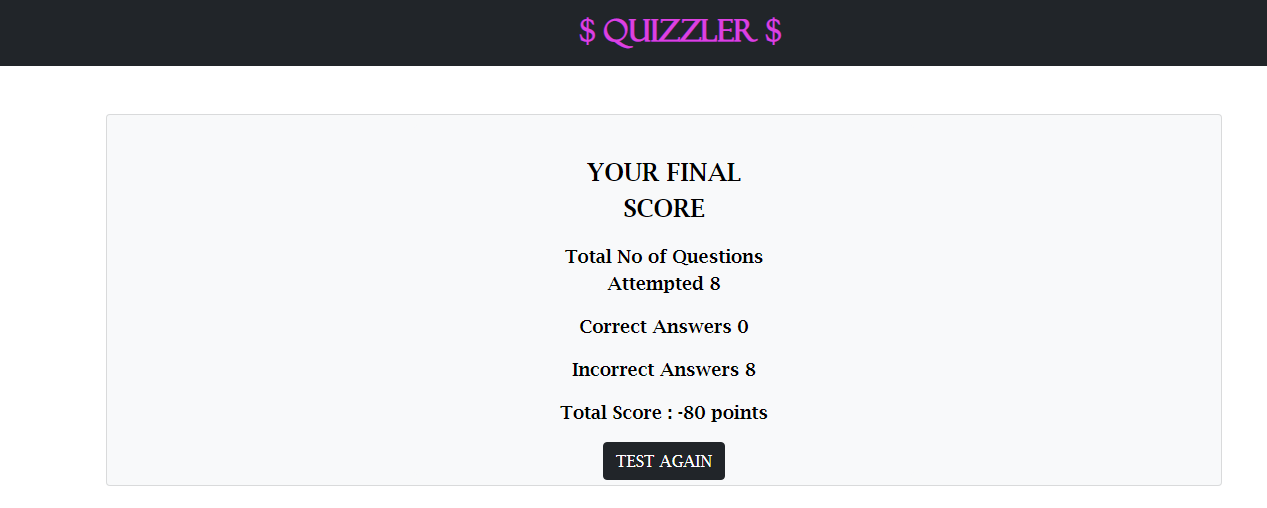 $ QUIZZLER $
YOUR FINAL
SCORE
Total No of Questions
Attempted 8
Correct Answers 0
Incorrect Answers 8
Total Score : -80 points
TEST AGAIN